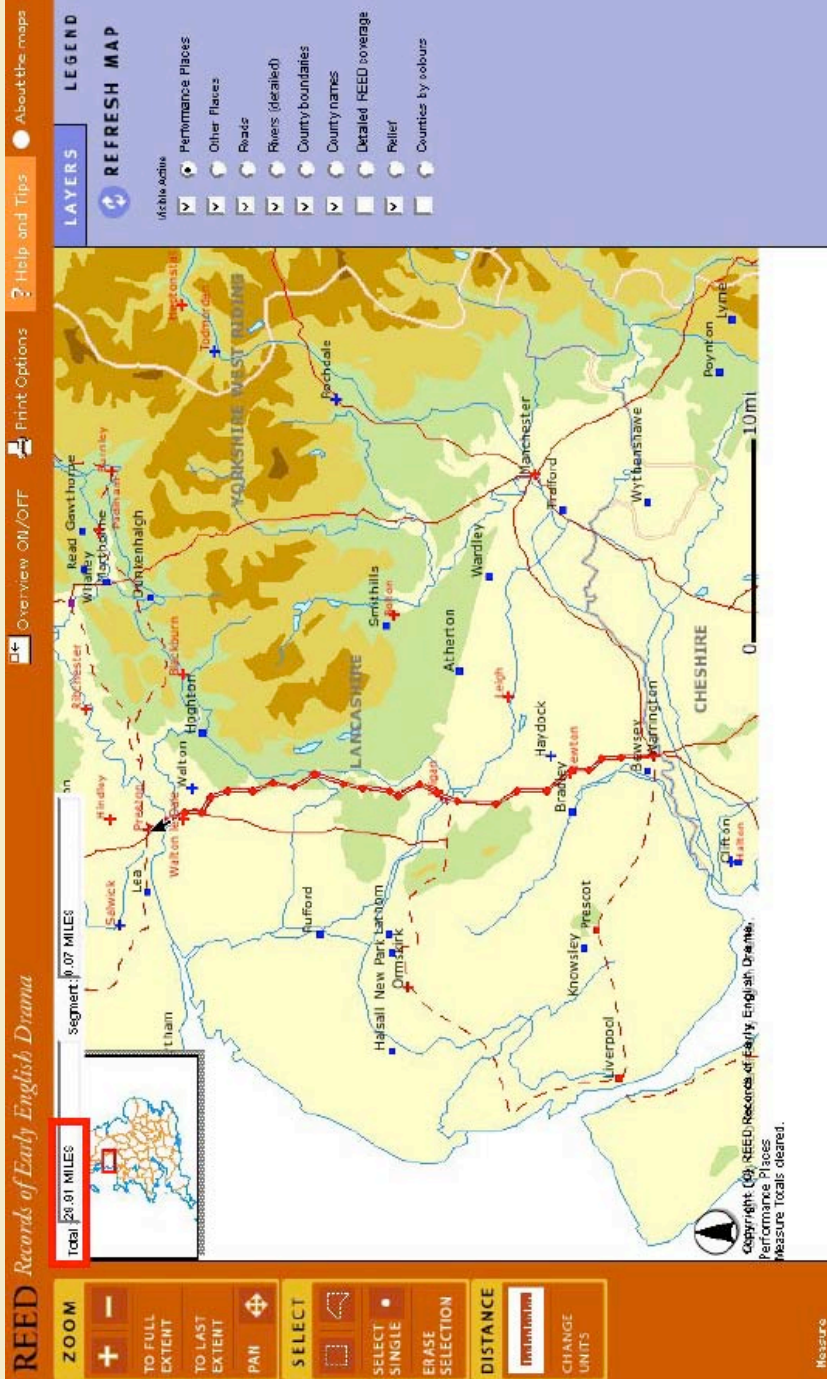 REED Records of Early English Drama
Overview ON/OFF
Print Options
? Help and Tips
About the maps
ZOOM
TO FULL
EXTENT
TO LAST
EXTENT
PAN
SELECT
SELECT
SINGLE
ERASE
SELECTION
DISTANCE
CHANGE
UNITS
Measure
Total 28.81 MILES
Segment: 0.07 MILES
LAYERS
LEGEND
REFRESH MAP
Visible Active
Performance Places
Other Places
Roads
Rivers (detailed)
County boundaries
County names
Detailed REED coverage
Relief
Counties by colours
Ribchester
Read Gawthorpe
Whalley
Martholme
Padiham
Burnley
Dunkenhalgh
Hindley
Salwick
Preston
Lea
Walton
Walton le Dale
Hoghton
Blackburn
Todmorden
YORKSHIRE WEST RIDING
Rochdale
Rufford
LANCASHIRE
Smithills
Bolton
Halsall
New Park
Lathom
Ormskirk
Wigan
Atherton
Wardley
Leigh
Manchester
Trafford
Haydock
Newton
Bradley
Knowsley
Prescot
Liverpool
Bewsey
Warrington
Wythenshawe
CHESHIRE
Clifton
Halton
Poynton
Lyme
0
10mi
Copyright (c) REED Records of Early English Drama.
Performance Places
Measure Totals cleared.